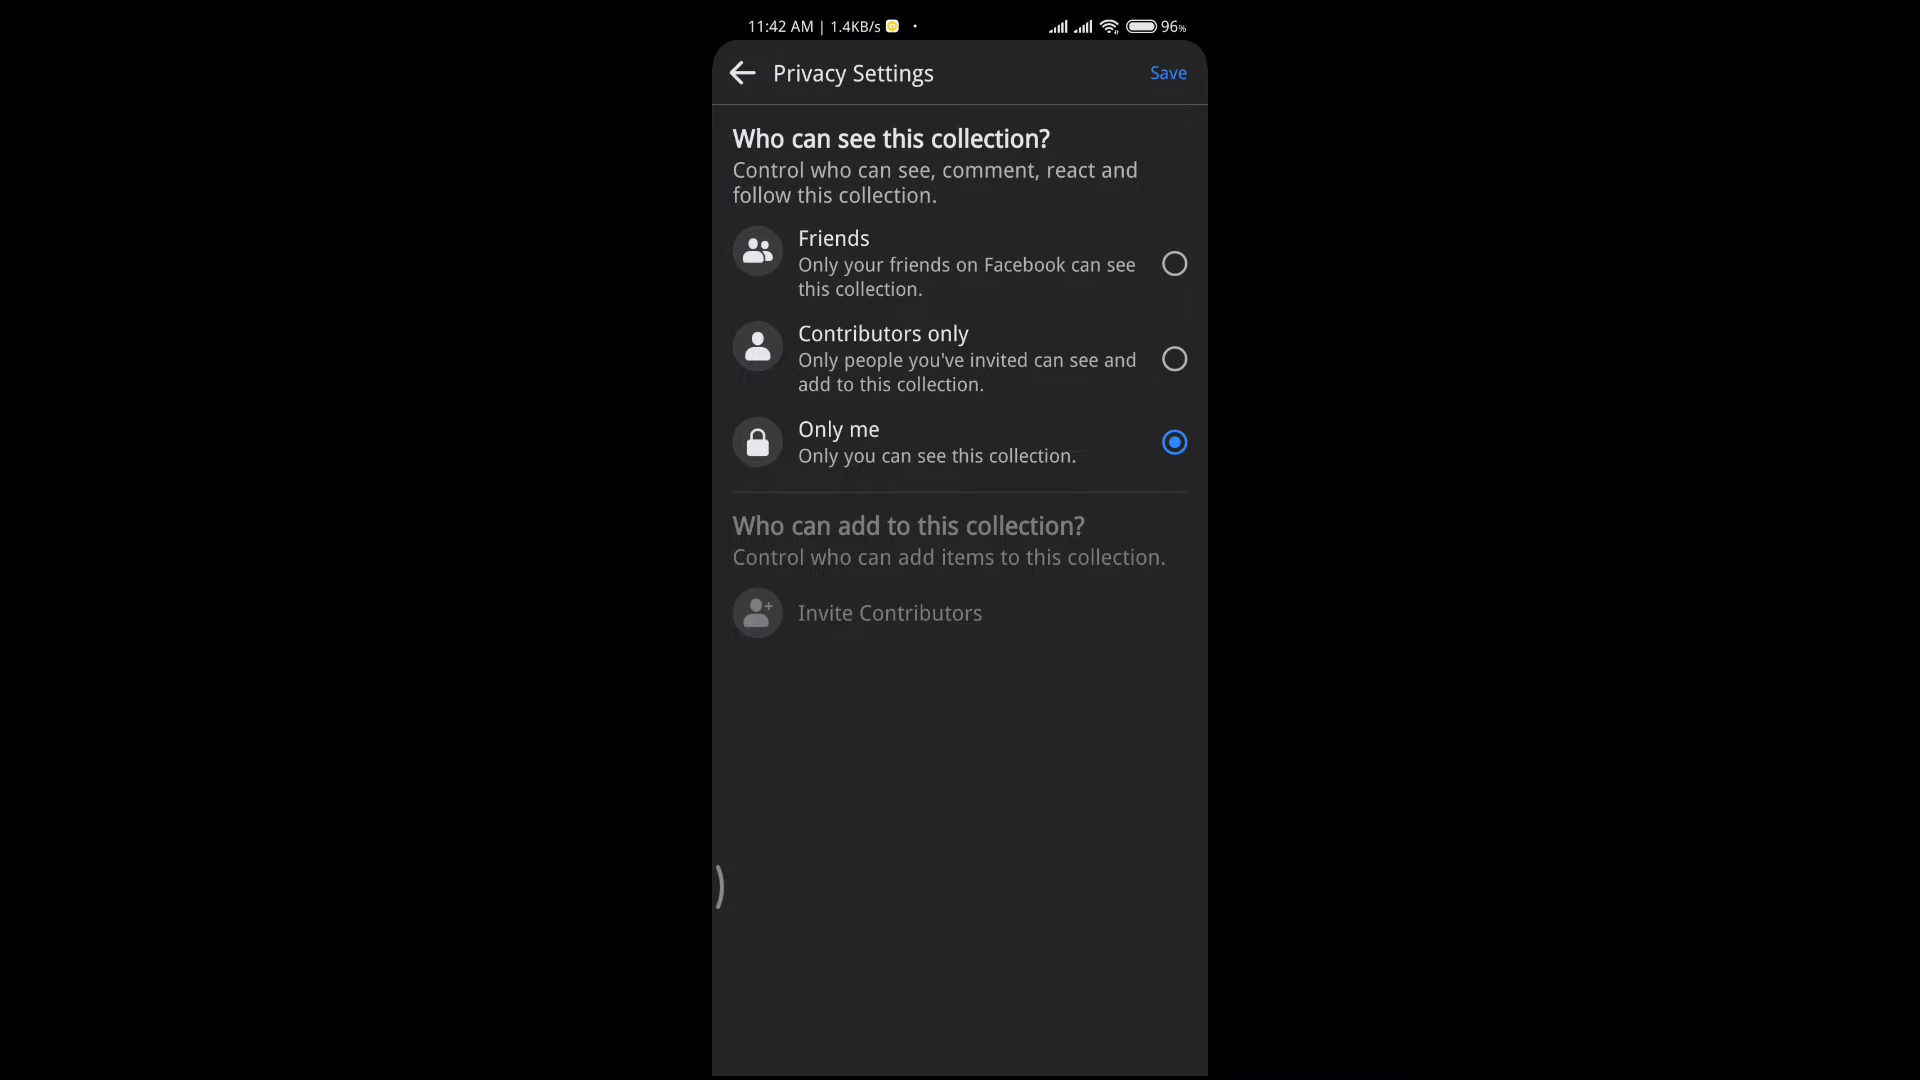 11:42 AM | 1.4KB/s
96%
Privacy Settings
Save
Who can see this collection?
Control who can see, comment, react and
follow this collection.
Friends
Only your friends on Facebook can see
this collection.
Contributors only
Only people you've invited can see and
add to this collection.
Only me
Only you can see this collection.
Who can add to this collection?
Control who can add items to this collection.
Invite Contributors